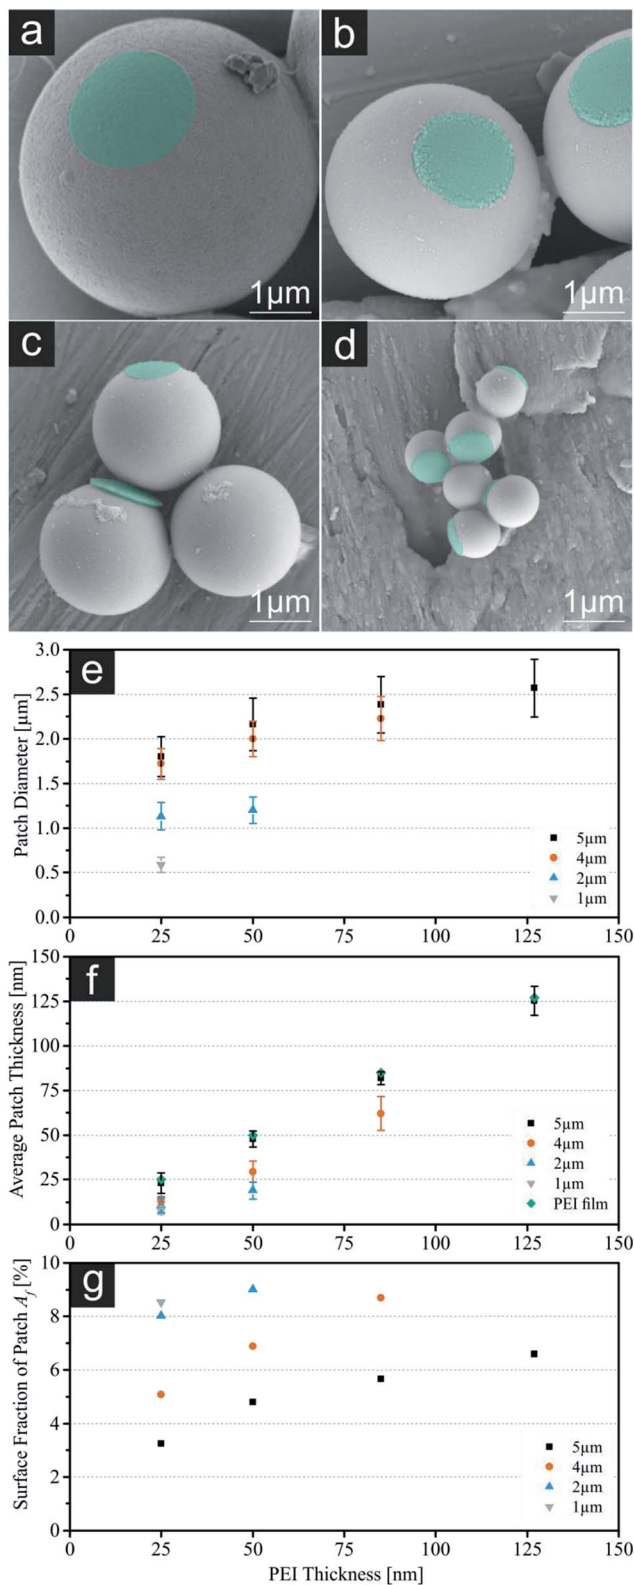 a
b
1µm
1µm
c
d
1µm
1µm
e
3.0
2.5
2.0
1.5
1.0
0.5
0.0
Patch Diameter [µm]
5µm
4µm
2µm
1µm
0 25 50 75 100 125 150
f
150
125
100
75
50
25
0
Average Patch Thickness [nm]
5µm
4µm
2µm
1µm
PEI film
0 25 50 75 100 125 150
g
10
8
6
4
2
0
Surface Fraction of Patch Af [%]
5µm
4µm
2µm
1µm
0 25 50 75 100 125 150
PEI Thickness [nm]